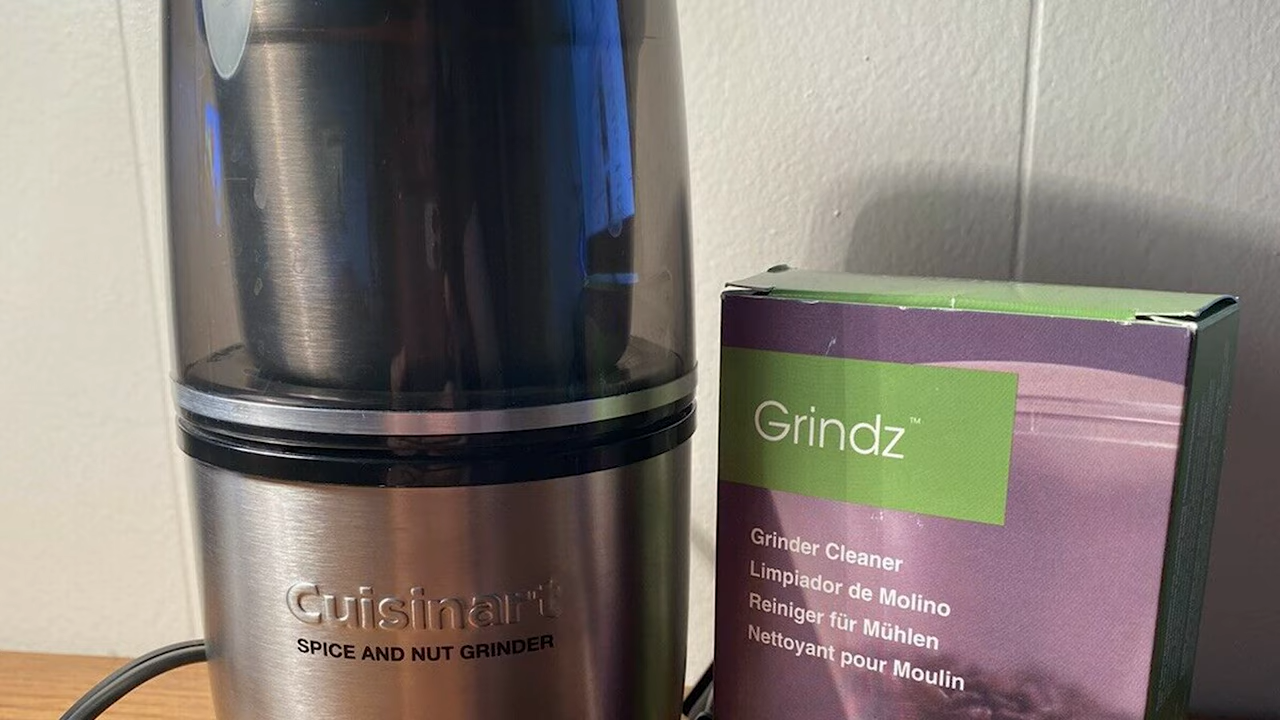 Cuisinart
SPICE AND NUT GRINDER
Grindz™
Grinder Cleaner
Limpiador de Molino
Reiniger für Mühlen
Nettoyant pour Moulin